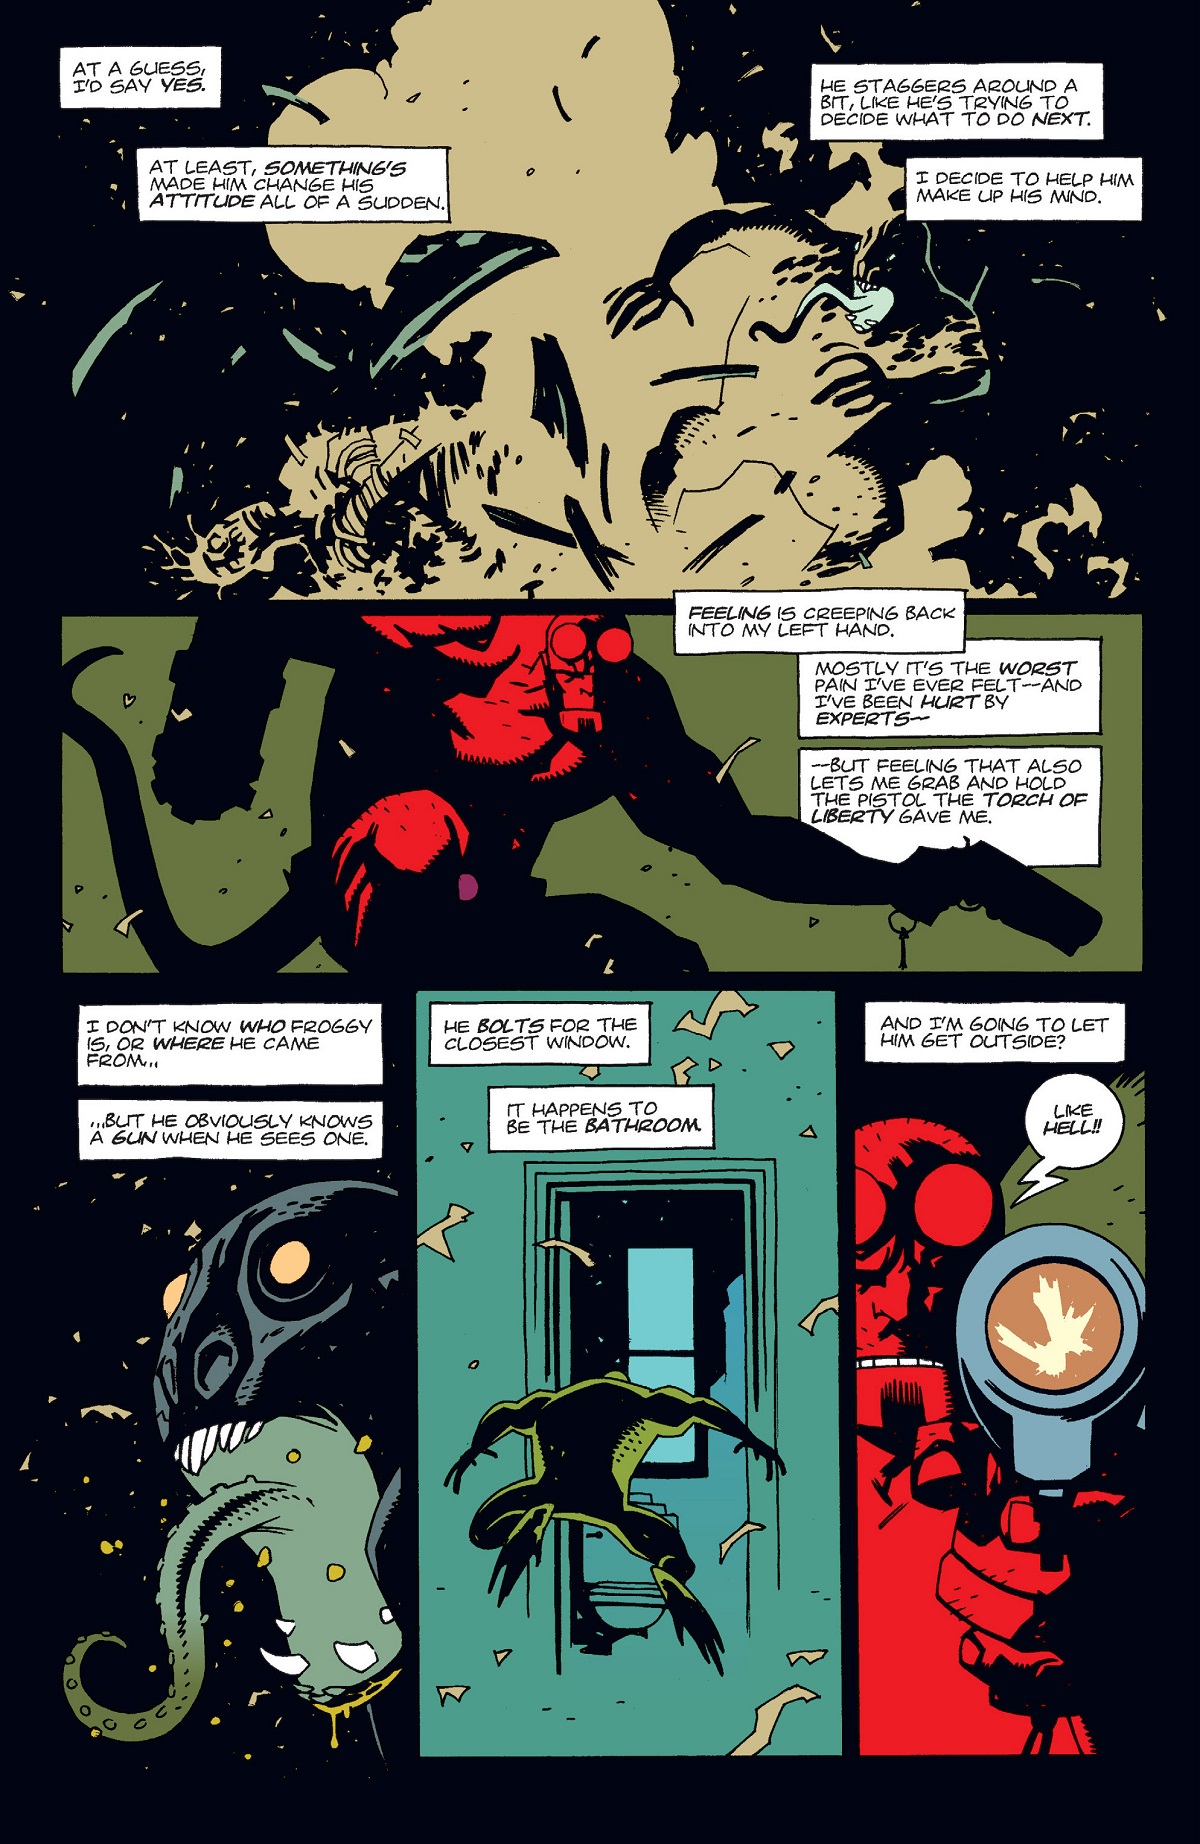 AT A GUESS,
I'D SAY YES.
AT LEAST, SOMETHING'S
MADE HIM CHANGE HIS
ATTITUDE ALL OF A SUDDEN.
HE STAGGERS AROUND A
BIT, LIKE HE'S TRYING TO
DECIDE WHAT TO DO NEXT.
I DECIDE TO HELP HIM
MAKE UP HIS MIND.
FEELING IS CREEPING BACK
INTO MY LEFT HAND.
MOSTLY IT'S THE WORST
PAIN I'VE EVER FELT--AND
I'VE BEEN HURT BY
EXPERTS--
--BUT FEELING THAT ALSO
LETS ME GRAB AND HOLD
THE PISTOL THE TORCH OF
LIBERTY GAVE ME.
I DON'T KNOW WHO FROGGY
IS, OR WHERE HE CAME
FROM...
...BUT HE OBVIOUSLY KNOWS
A GUN WHEN HE SEES ONE.
HE BOLTS FOR THE
CLOSEST WINDOW.
IT HAPPENS TO
BE THE BATHROOM.
AND I'M GOING TO LET
HIM GET OUTSIDE?
LIKE
HELL!!